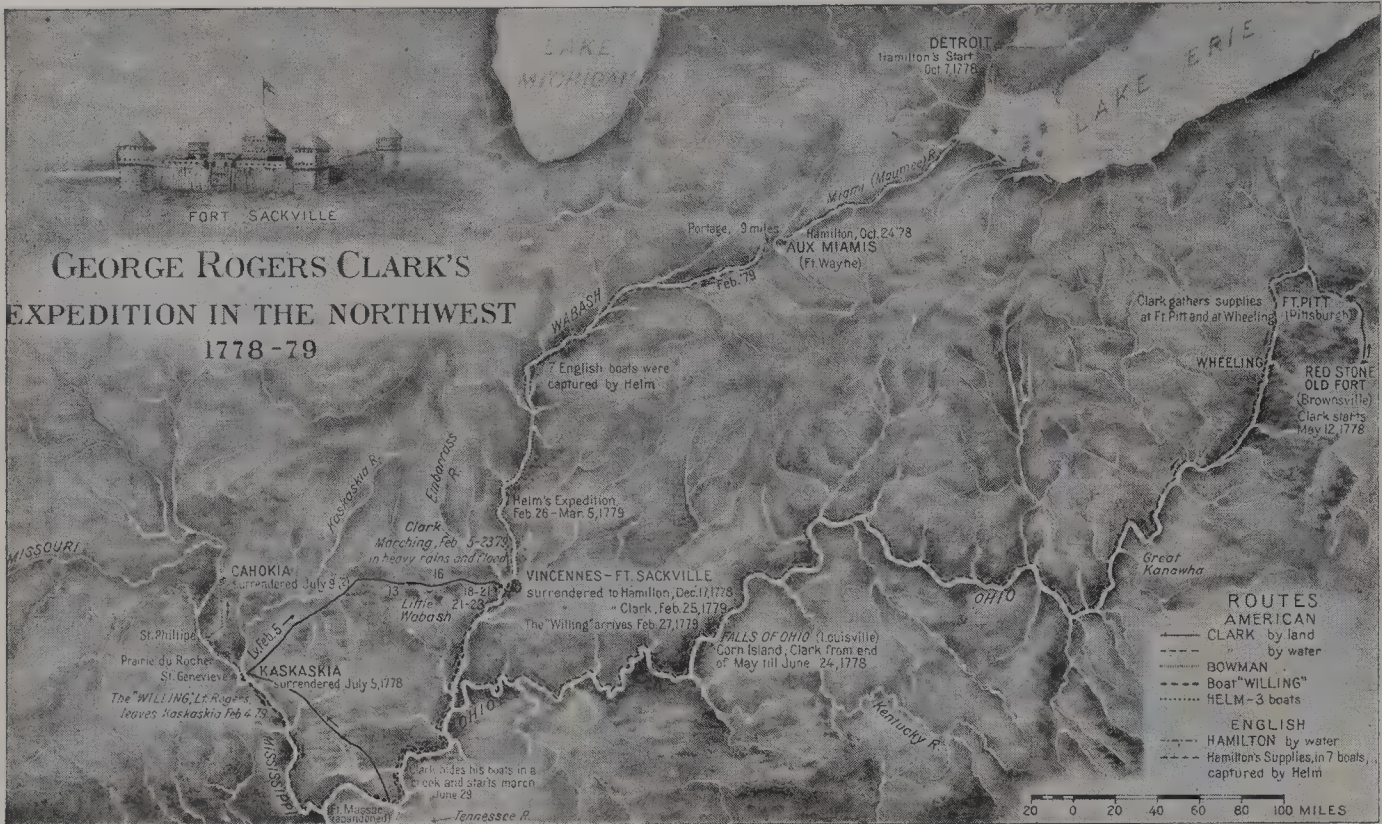 LAKE
MICHIGAN
DETROIT
Hamilton's Start
Oct 7, 1778
LAKE ERIE
FORT SACKVILLE
GEORGE ROGERS CLARK'S
EXPEDITION IN THE NORTHWEST
1778-79
Miami (Maumee) R.
Portage, 9 miles
Hamilton, Oct. 24 '78
AUX MIAMIS
(Ft. Wayne)
Feb. '79
WABASH
7 English boats were
captured by Helm
Clark gathers supplies
at Ft. Pitt and at Wheeling
FT. PITT
(Pittsburgh)
WHEELING
RED STONE
OLD FORT
(Brownsville)
Clark starts
May 12, 1778
Kaskaskia R.
Embarrass
R.
Helm's Expedition
Feb. 26 - Mar. 5, 1779
Clark
Marching, Feb 5-23 79
in heavy rains and flood
MISSOURI
CAHOKIA
surrendered July 9
16
13
18-21
Little
Wabash
21-23
VINCENNES - FT. SACKVILLE
surrendered to Hamilton, Dec. 17, 1778
" " Clark, Feb. 25, 1779
The "Willing" arrives Feb 27, 1779
Great
Kanawha
OHIO
St. Phillipe
Lv. Feb. 5
Prairie du Rocher
St. Genevieve
KASKASKIA
surrendered July 5, 1778
FALLS OF OHIO (Louisville)
Corn Island, Clark from end
of May till June 24, 1778
The "WILLING," Lt. Rogers,
leaves Kaskaskia Feb 4. 79
OHIO
Kentucky R.
MISSISSIPPI
Clark hides his boats in a
creek and starts march
June 29
Ft. Massac
(abandoned)
Tennessee R.
ROUTES
AMERICAN
CLARK by land
" by water
BOWMAN
Boat "WILLING"
HELM - 3 boats
ENGLISH
HAMILTON by water
Hamilton's Supplies, in 7 boats,
captured by Helm
20 0 20 40 60 80 100 MILES